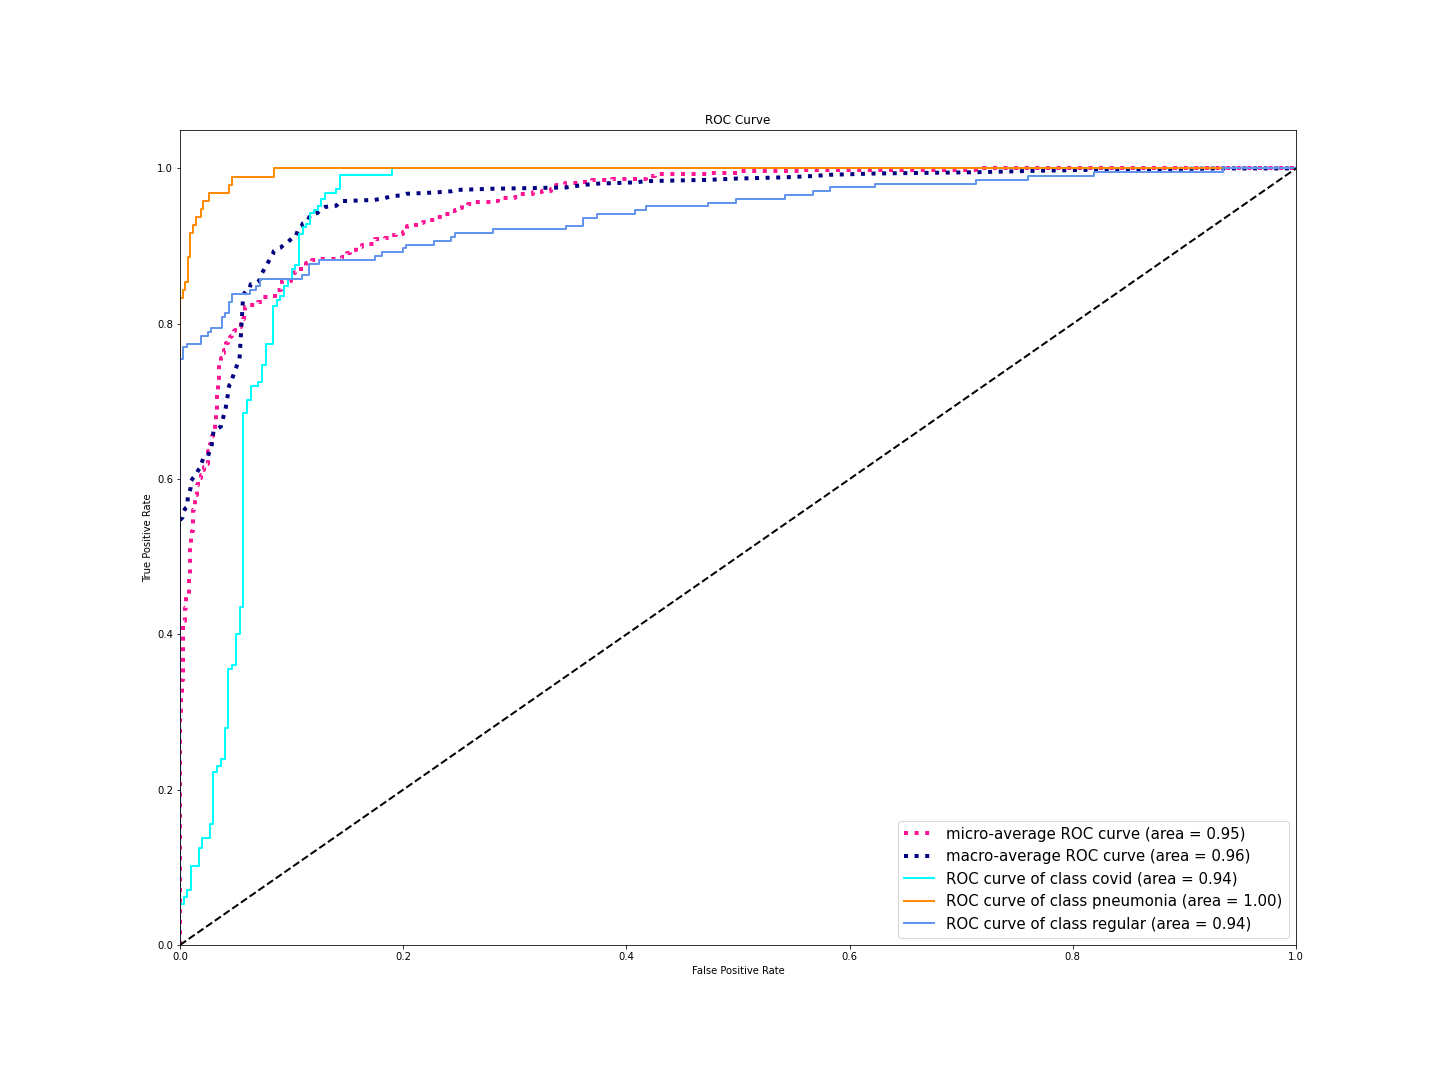 ROC Curve
1.0
0.8
0.6
0.4
0.2
0.0
True Positive Rate
0.0 0.2 0.4 0.6 0.8 1.0
False Positive Rate
micro-average ROC curve (area = 0.95)
macro-average ROC curve (area = 0.96)
ROC curve of class covid (area = 0.94)
ROC curve of class pneumonia (area = 1.00)
ROC curve of class regular (area = 0.94)